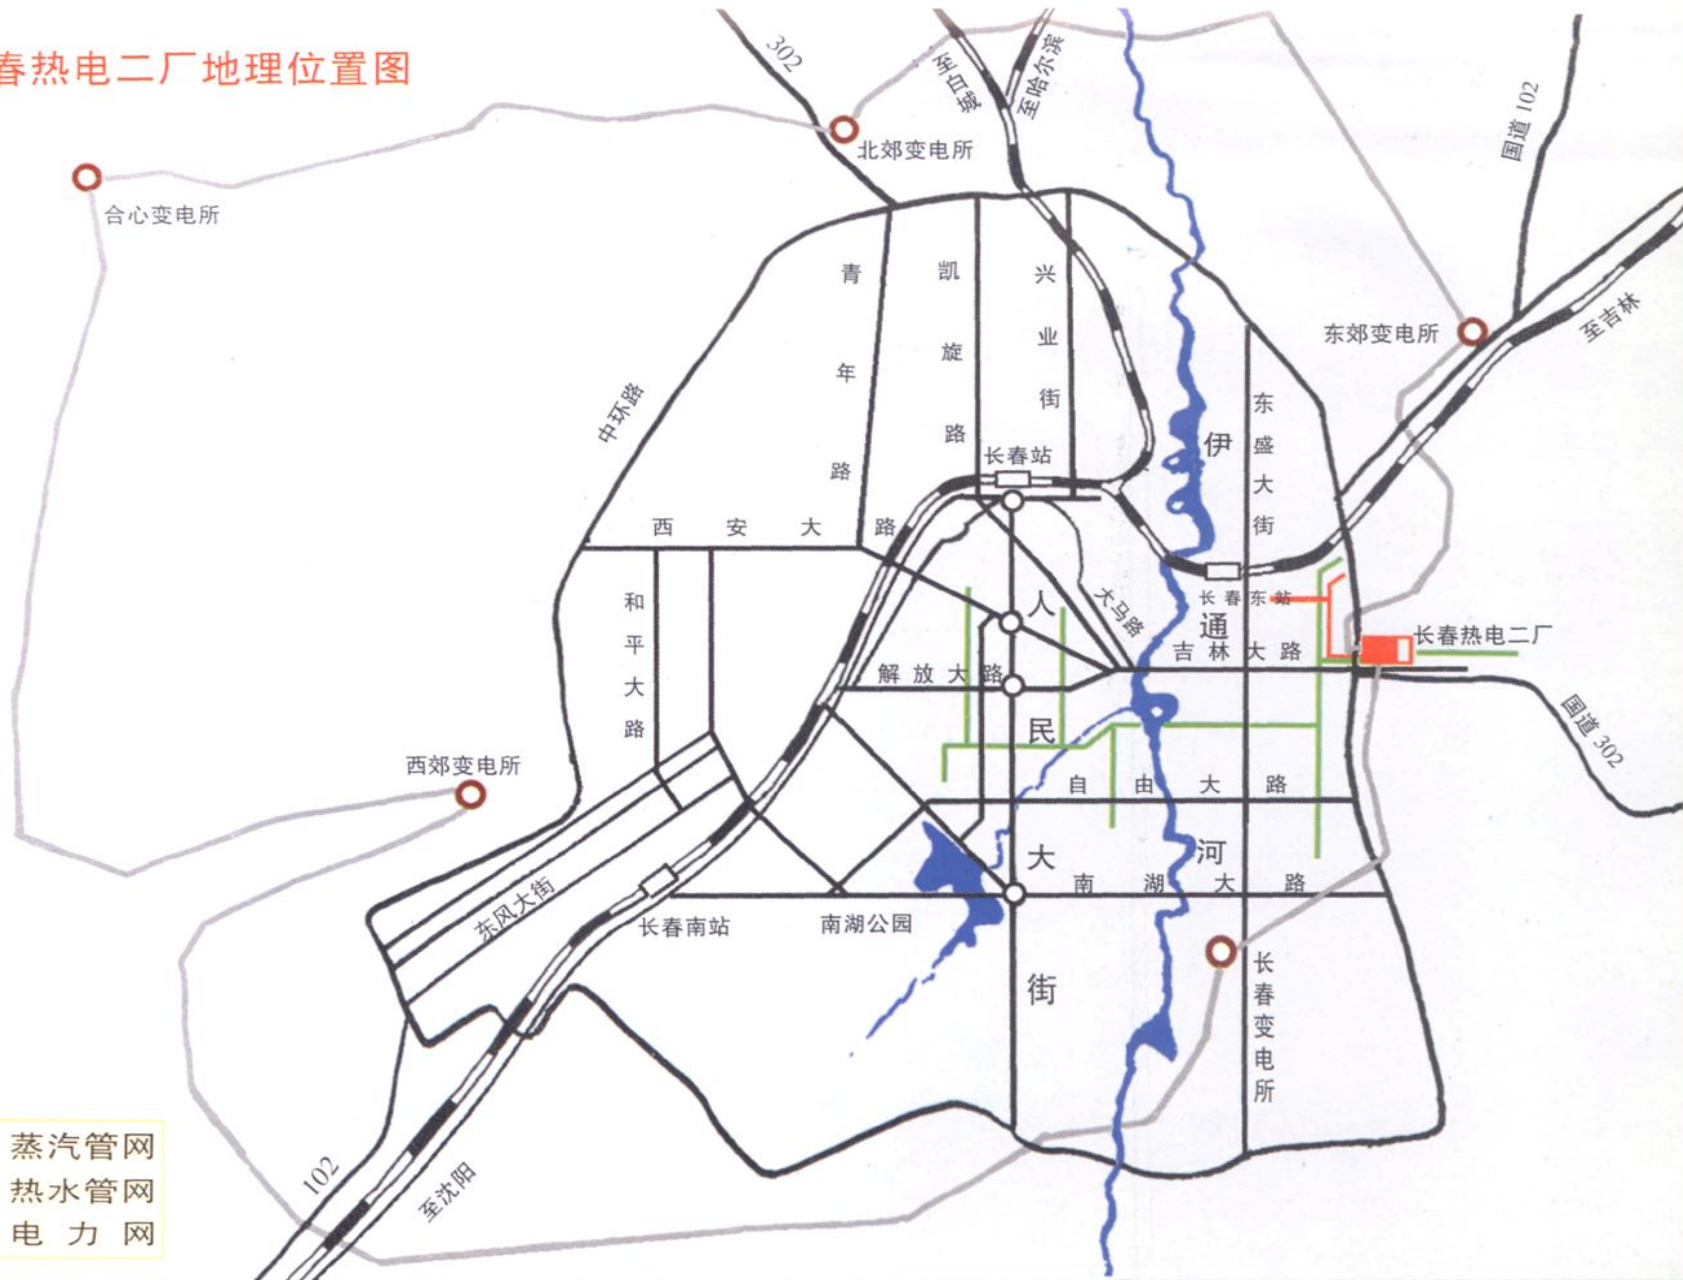 春热电二厂地理位置图
302
至白城
至哈尔滨
国道 102
北郊变电所
合心变电所
东郊变电所
至吉林
青年路
凯旋路
兴业街
中环路
东盛大街
长春站
伊通河
西安大路
和平大路
人民大街
大马路
长春东站
吉林大路
长春热电二厂
解放大路
国道 302
西郊变电所
自由大路
南湖大路
东风大街
长春南站
南湖公园
长春变电所
102
至沈阳
蒸汽管网
热水管网
电力网